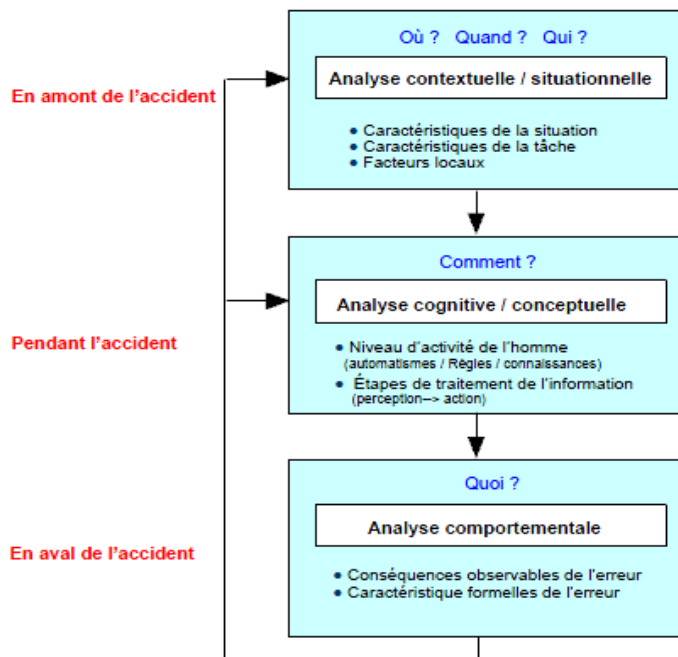 Où ? Quand ? Qui ?
Analyse contextuelle / situationnelle
En amont de l'accident
● Caractéristiques de la situation
● Caractéristiques de la tâche
● Facteurs locaux
Comment ?
Analyse cognitive / conceptuelle
Pendant l'accident
● Niveau d'activité de l'homme
(automatismes / Règles / connaissances)
● Étapes de traitement de l'information
(perception--> action)
Quoi ?
Analyse comportementale
En aval de l'accident
● Conséquences observables de l'erreur
● Caractéristique formelles de l'erreur